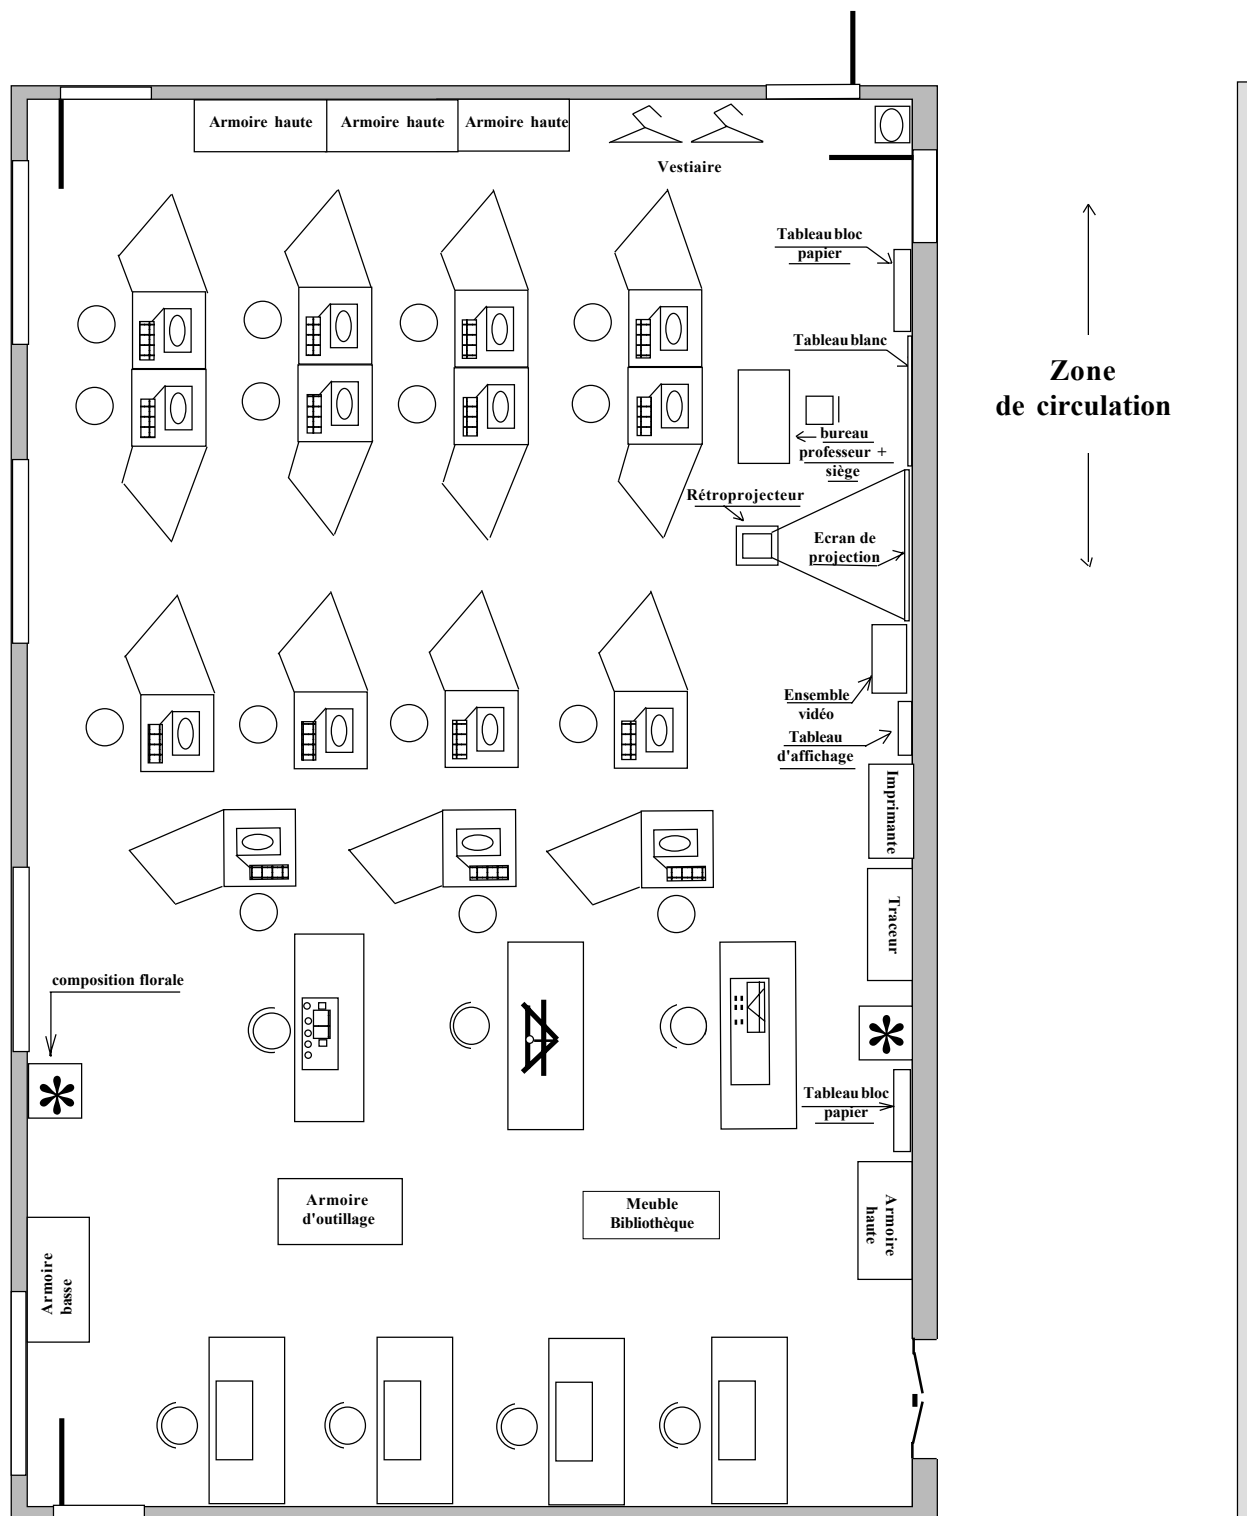 Armoire haute
Armoire haute
Armoire haute
Vestiaire
Tableau bloc
papier
Tableau blanc
Zone
de circulation
bureau
professeur +
siège
Rétroprojecteur
Ecran de
projection
Ensemble
vidéo
Tableau
d'affichage
Imprimante
Traceur
composition florale
Tableau bloc
papier
Armoire
d'outillage
Meuble
Bibliothèque
Armoire
haute
Armoire
basse